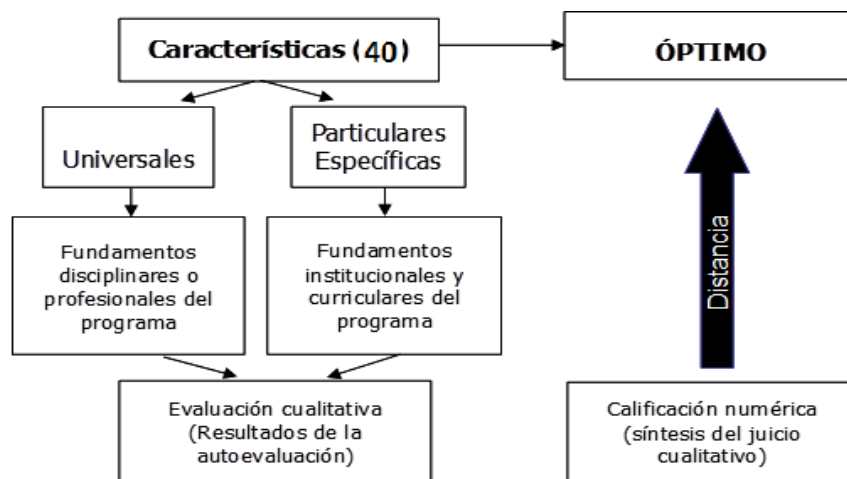 Características (40)
ÓPTIMO
Universales
Particulares
Específicas
Fundamentos
disciplinares o
profesionales del
programa
Fundamentos
institucionales y
curriculares del
programa
Distancia
Evaluación cualitativa
(Resultados de la
autoevaluación)
Calificación numérica
(síntesis del juicio
cualitativo)